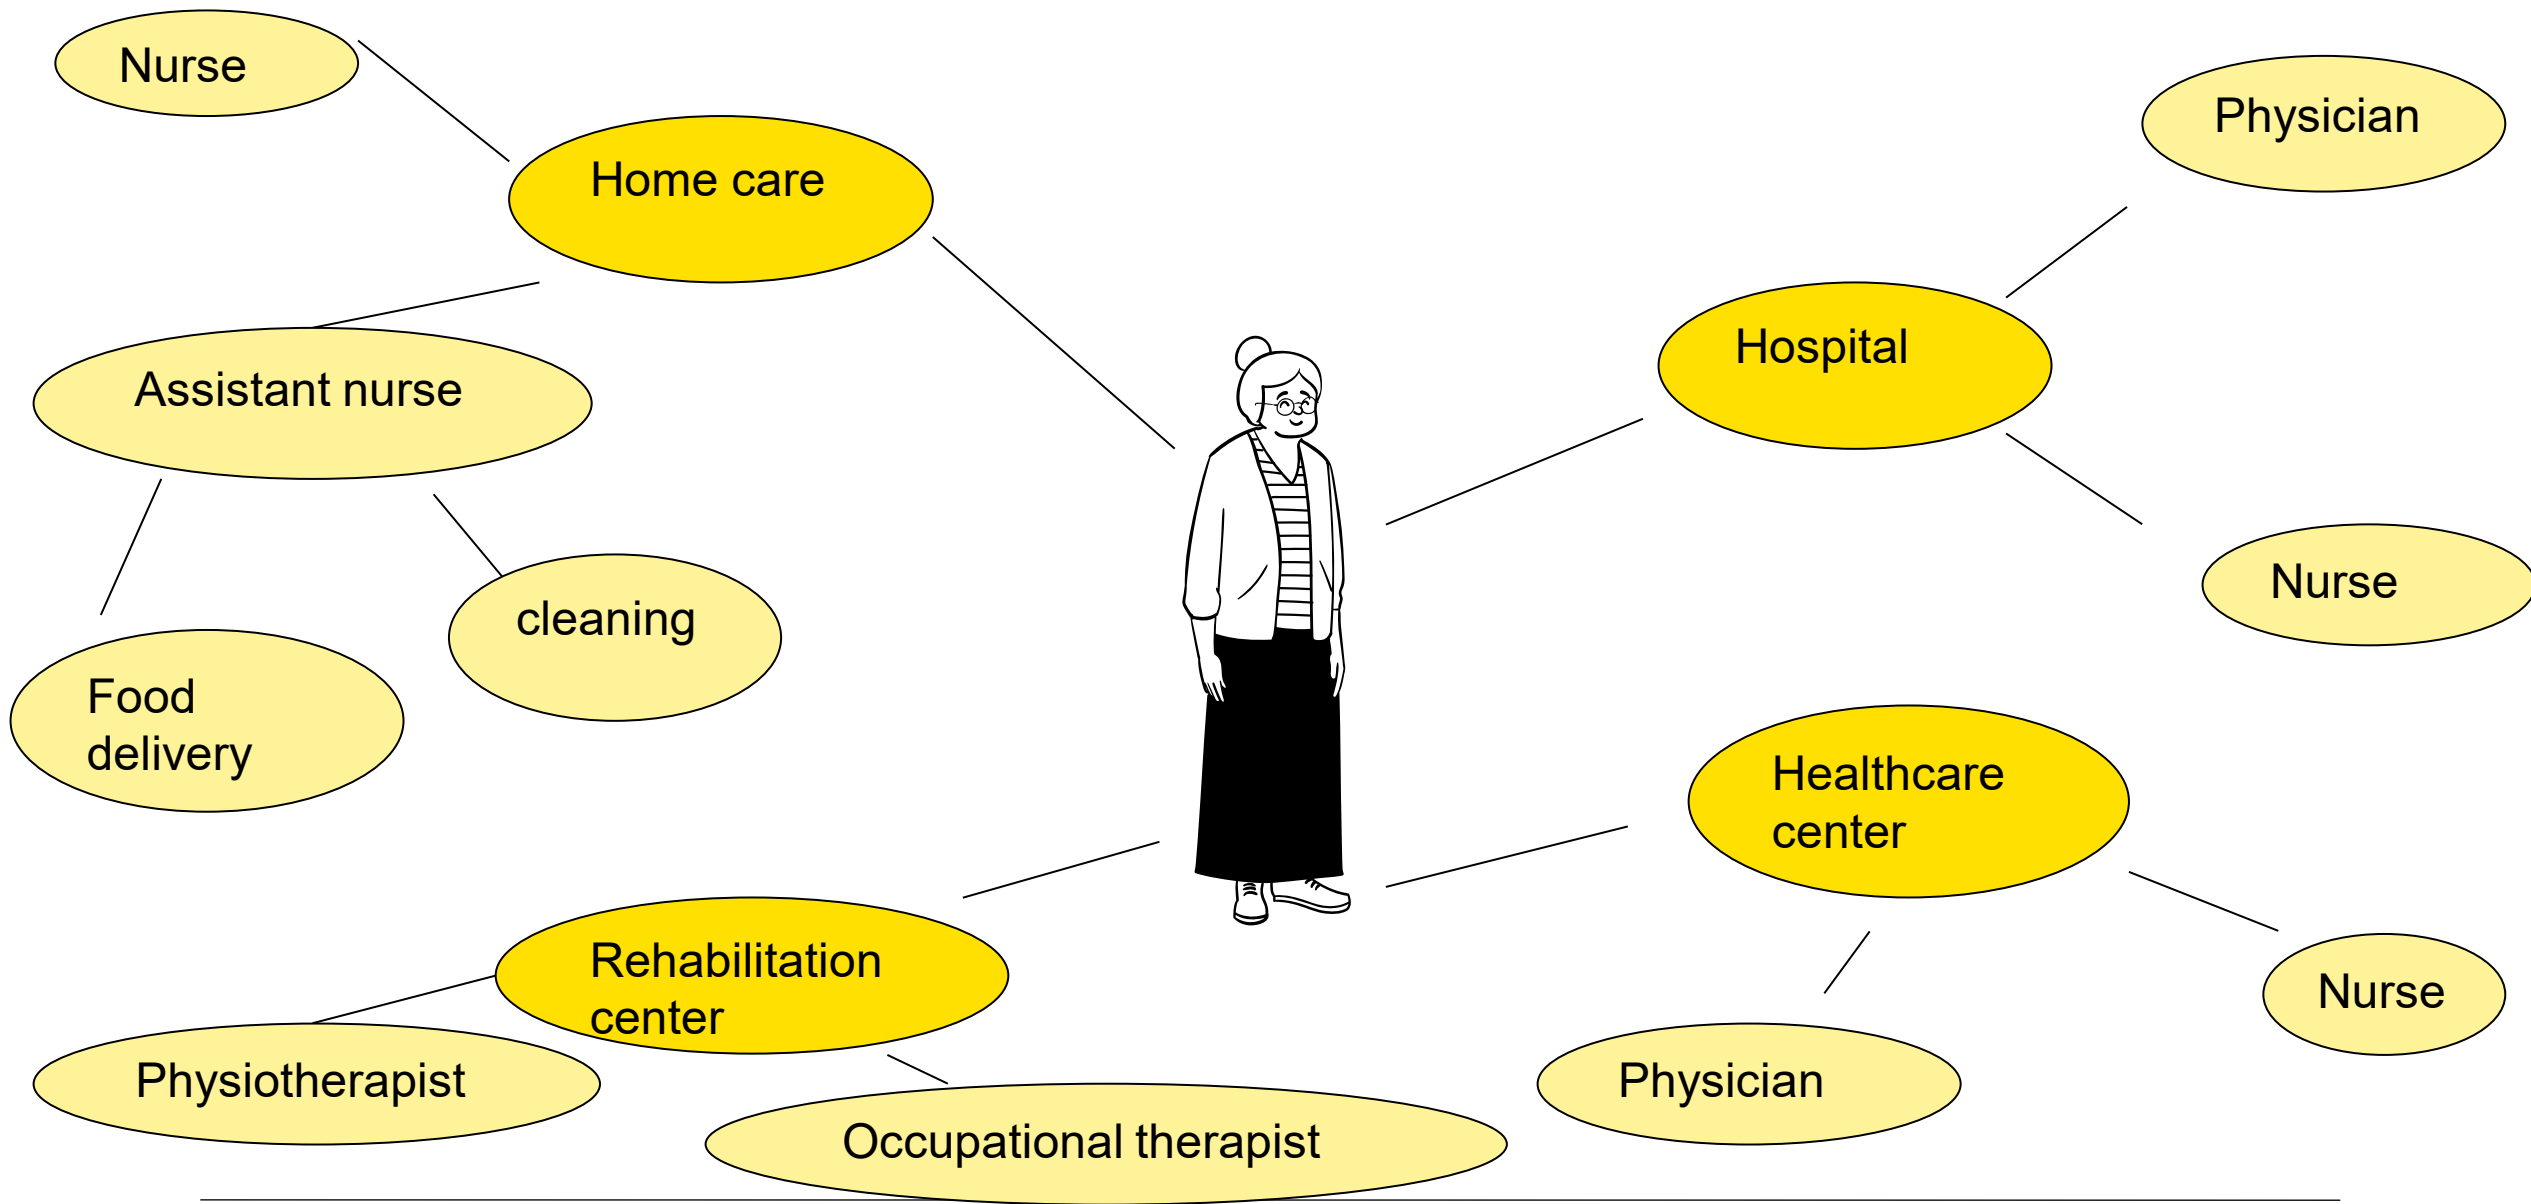 Nurse
Physician
Home care
Hospital
Assistant nurse
Nurse
cleaning
Food
delivery
Healthcare
center
Rehabilitation
center
Nurse
Physiotherapist
Physician
Occupational therapist